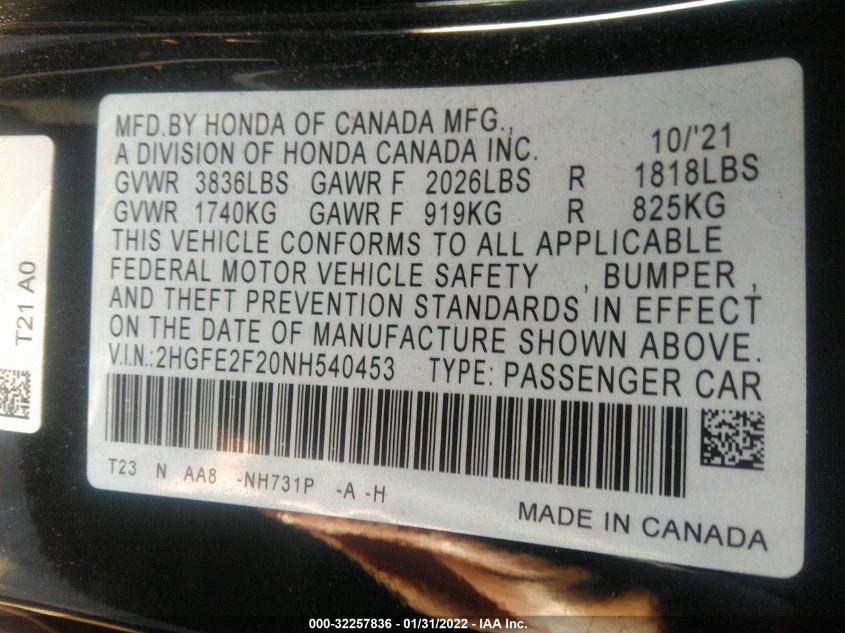 MFD.BY HONDA OF CANADA MFG.,
A DIVISION OF HONDA CANADA INC. 10/'21
GVWR 3836LBS GAWR F 2026LBS R 1818LBS
GVWR 1740KG GAWR F 919KG R 825KG
THIS VEHICLE CONFORMS TO ALL APPLICABLE
FEDERAL MOTOR VEHICLE SAFETY , BUMPER ,
AND THEFT PREVENTION STANDARDS IN EFFECT
ON THE DATE OF MANUFACTURE SHOWN ABOVE.
V.I.N.:2HGFE2F20NH540453 TYPE: PASSENGER CAR
T23 N AA8 -NH731P -A -H
MADE IN CANADA
T21 A0
000-32257836 - 01/31/2022 - IAA Inc.